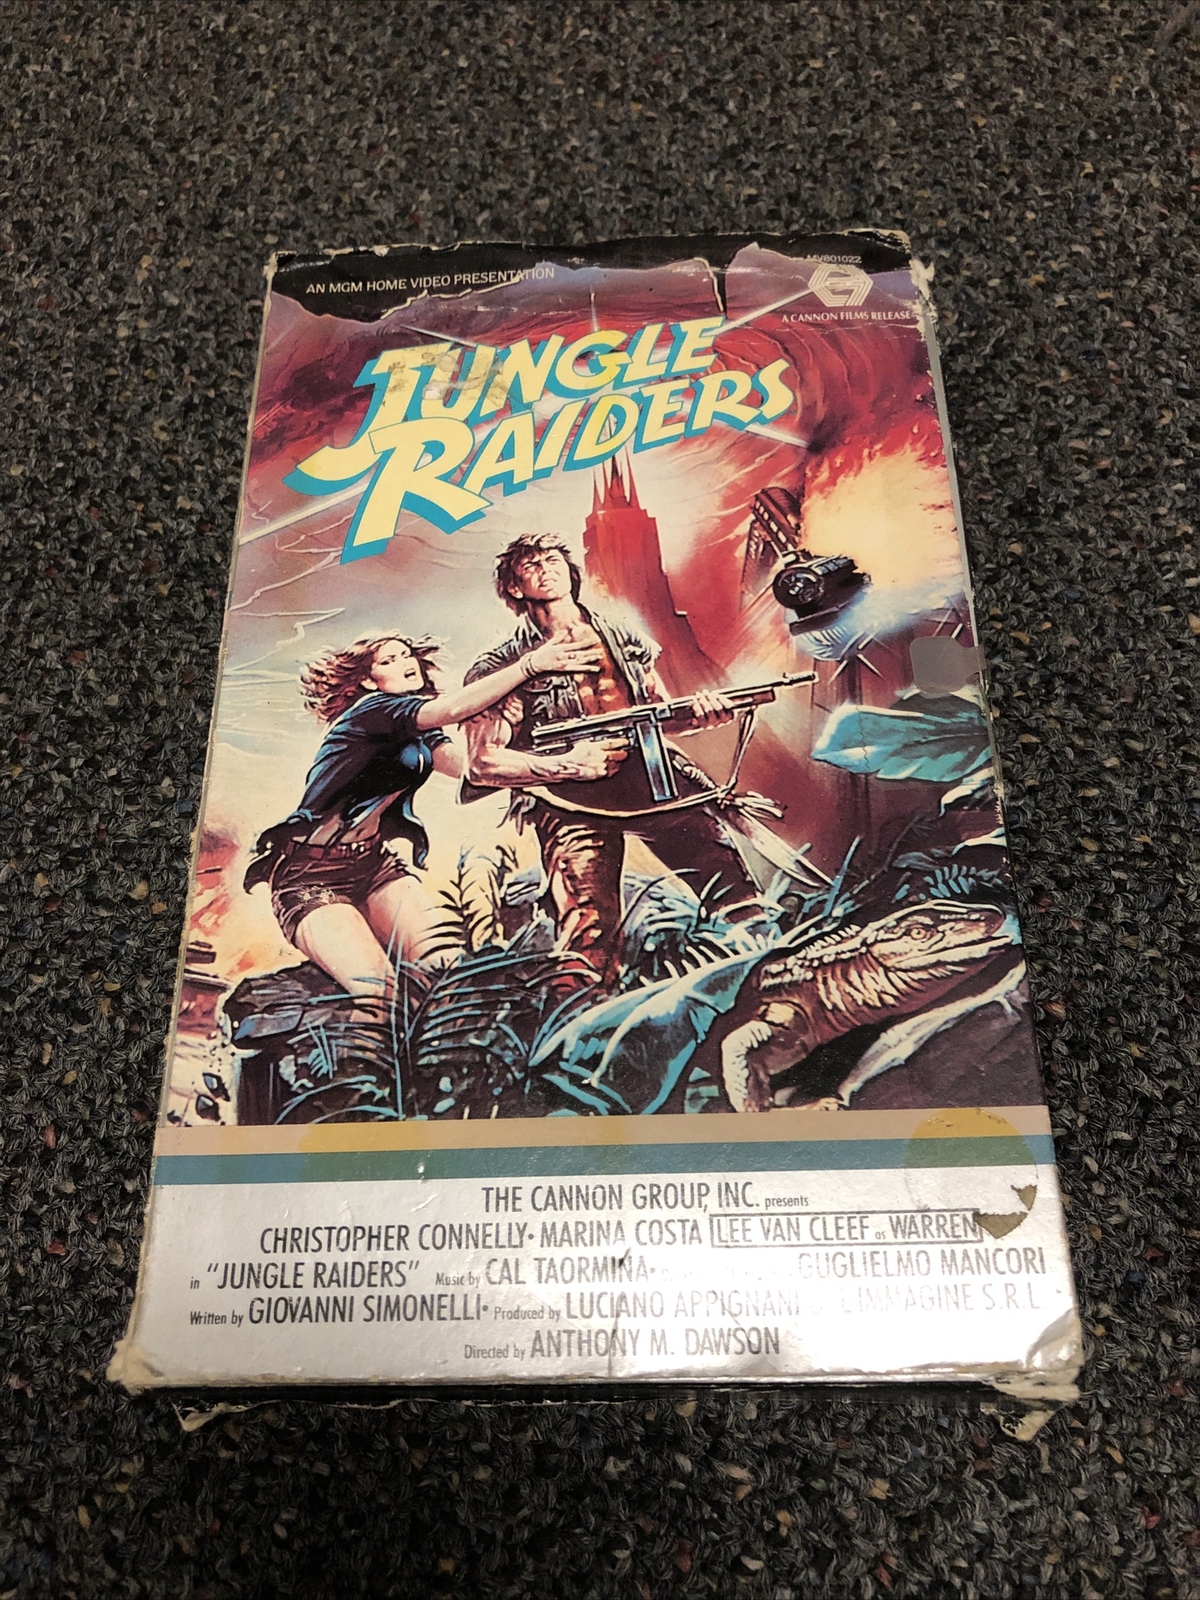 AN MGM HOME VIDEO PRESENTATION
MV801022
A CANNON FILMS RELEASE
JUNGLE
RAIDERS
THE CANNON GROUP, INC. presents
CHRISTOPHER CONNELLY • MARINA COSTA LEE VAN CLEEF as WARREN
in "JUNGLE RAIDERS" Music by CAL TAORMINA • GUGLIELMO MANCORI
Written by GIOVANNI SIMONELLI • Produced by LUCIANO APPIGNANI L'IMMAGINE S.R.L. •
Directed by ANTHONY M. DAWSON